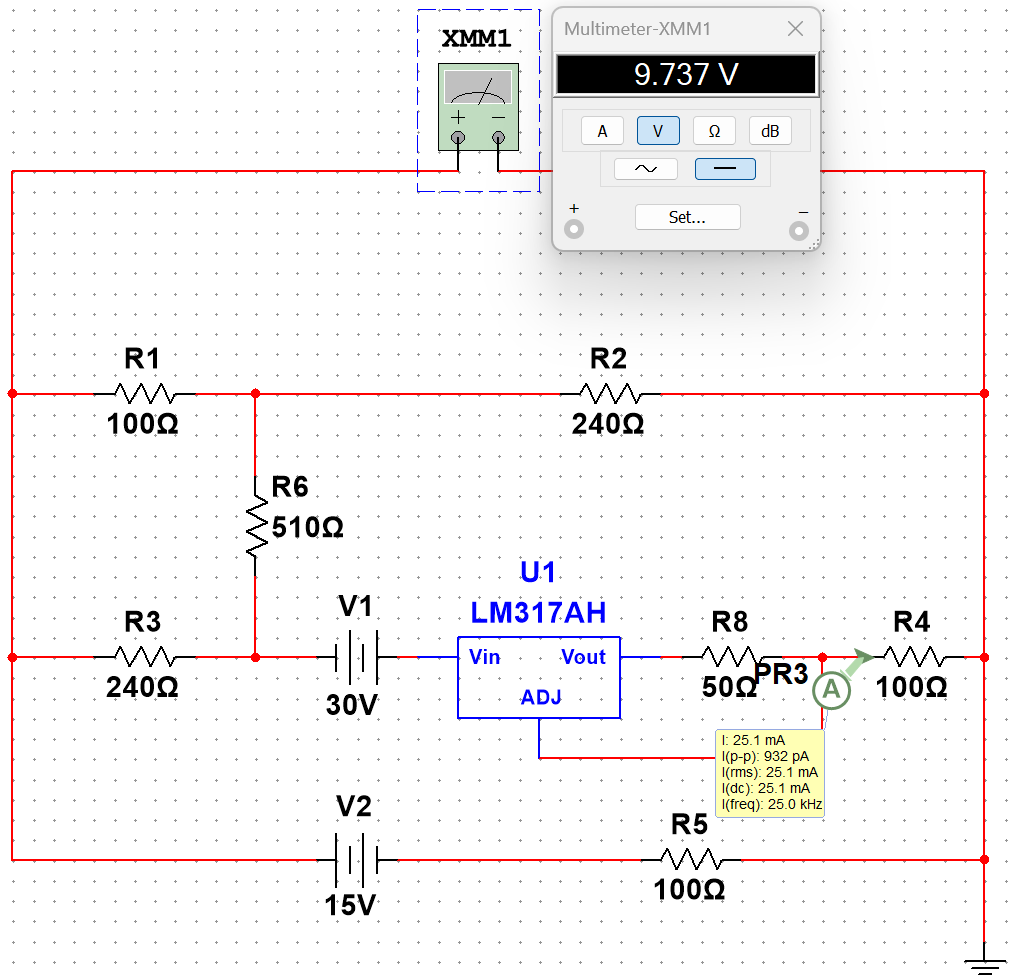 XMM1
Multimeter-XMM1
9.737 V
A
V
Ω
dB
+
−
Set...
+
−
R1
100Ω
R2
240Ω
R6
510Ω
U1
LM317AH
Vin
Vout
ADJ
R3
240Ω
V1
30V
R8
50Ω
PR3
A
R4
100Ω
I: 25.1 mA
I(p-p): 932 pA
I(rms): 25.1 mA
I(dc): 25.1 mA
I(freq): 25.0 kHz
V2
15V
R5
100Ω